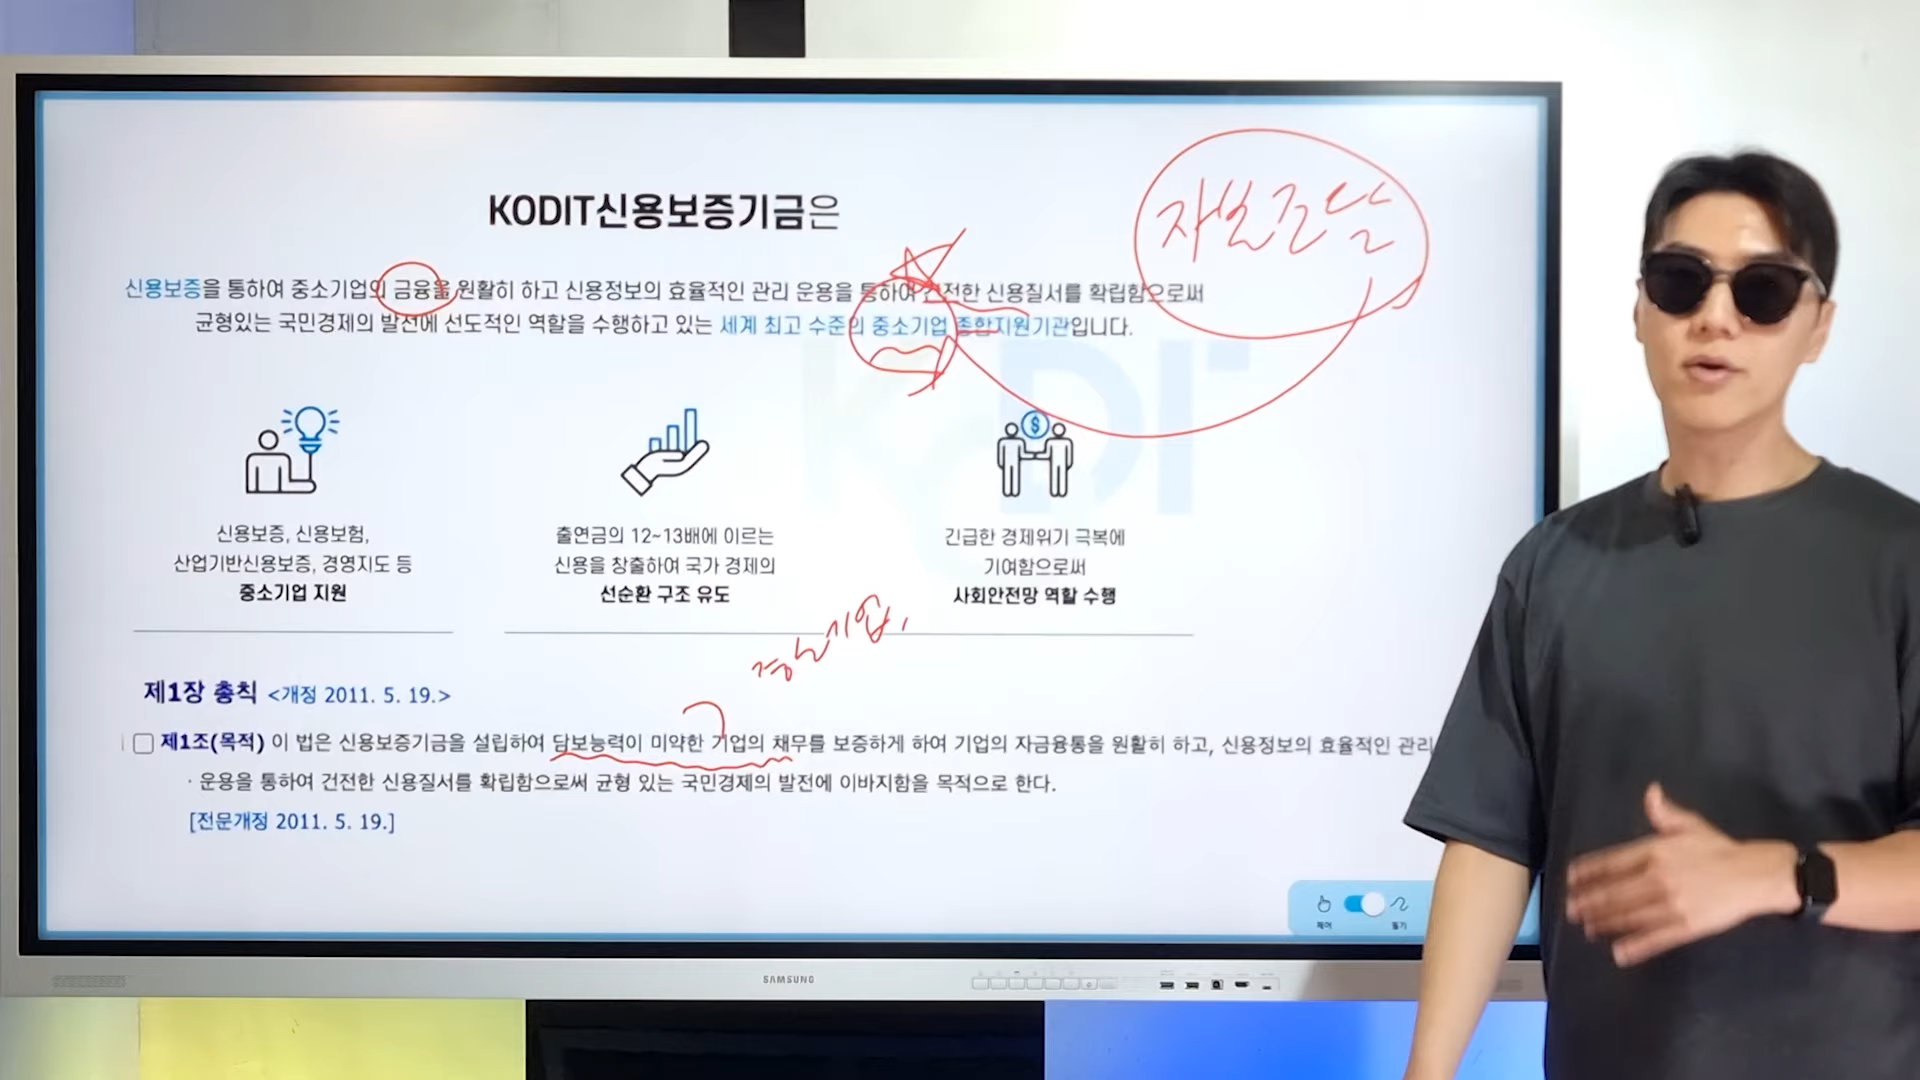 KODIT신용보증기금은
자본조달
신용보증을 통하여 중소기업의 금융을 원활히 하고 신용정보의 효율적인 관리 운용을 통하여 건전한 신용질서를 확립함으로써
균형있는 국민경제의 발전에 선도적인 역할을 수행하고 있는 세계 최고 수준의 중소기업 종합지원기관입니다.
신용보증, 신용보험,
산업기반신용보증, 경영지도 등
중소기업 지원
출연금의 12~13배에 이르는
신용을 창출하여 국가 경제의
선순환 구조 유도
긴급한 경제위기 극복에
기여함으로써
사회안전망 역할 수행
제1장 총칙 <개정 2011. 5. 19.>
제1조(목적) 이 법은 신용보증기금을 설립하여 담보능력이 미약한 기업의 채무를 보증하게 하여 기업의 자금융통을 원활히 하고, 신용정보의 효율적인 관리
· 운용을 통하여 건전한 신용질서를 확립함으로써 균형 있는 국민경제의 발전에 이바지함을 목적으로 한다.
[전문개정 2011. 5. 19.]
제어
필기
SAMSUNG